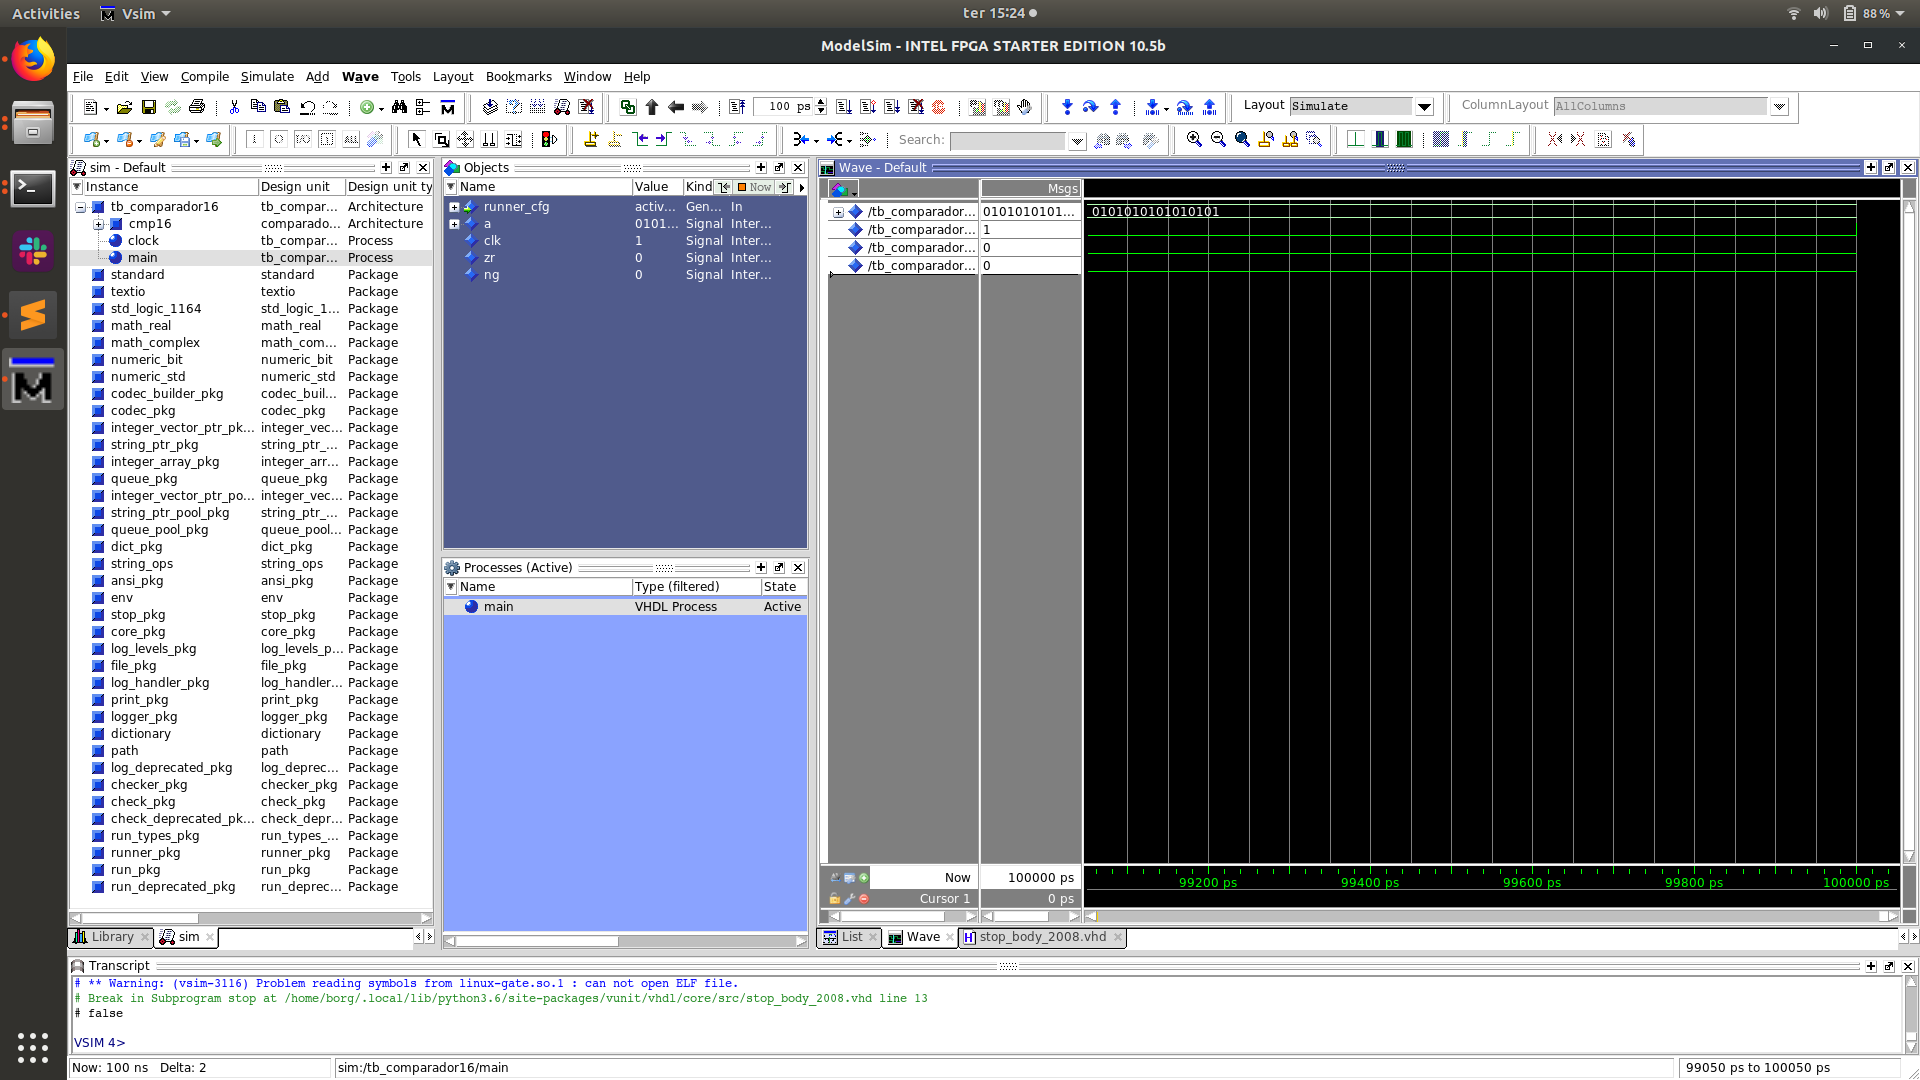 Activities Vsim ter 15:24 88%
ModelSim - INTEL FPGA STARTER EDITION 10.5b
File Edit View Compile Simulate Add Wave Tools Layout Bookmarks Window Help
100 ps Layout Simulate ColumnLayout AllColumns
Search:
sim - Default
Instance Design unit Design unit ty
tb_comparador16 tb_compar... Architecture
cmp16 comparado... Architecture
clock tb_compar... Process
main tb_compar... Process
standard standard Package
textio textio Package
std_logic_1164 std_logic_1... Package
math_real math_real Package
math_complex math_com... Package
numeric_bit numeric_bit Package
numeric_std numeric_std Package
codec_builder_pkg codec_buil... Package
codec_pkg codec_pkg Package
integer_vector_ptr_pk... integer_vec... Package
string_ptr_pkg string_ptr_... Package
integer_array_pkg integer_arr... Package
queue_pkg queue_pkg Package
integer_vector_ptr_po... integer_vec... Package
string_ptr_pool_pkg string_ptr_... Package
queue_pool_pkg queue_pool... Package
dict_pkg dict_pkg Package
string_ops string_ops Package
ansi_pkg ansi_pkg Package
env env Package
stop_pkg stop_pkg Package
core_pkg core_pkg Package
log_levels_pkg log_levels_p... Package
file_pkg file_pkg Package
log_handler_pkg log_handler... Package
print_pkg print_pkg Package
logger_pkg logger_pkg Package
dictionary dictionary Package
path path Package
log_deprecated_pkg log_deprec... Package
checker_pkg checker_pkg Package
check_pkg check_pkg Package
check_deprecated_pk... check_depr... Package
run_types_pkg run_types_... Package
runner_pkg runner_pkg Package
run_pkg run_pkg Package
run_deprecated_pkg run_deprec... Package
Library sim
Objects
Name Value Kind Now
runner_cfg activ... Gen... In
a 0101... Signal Inter...
clk 1 Signal Inter...
zr 0 Signal Inter...
ng 0 Signal Inter...
Processes (Active)
Name Type (filtered) State
main VHDL Process Active
Wave - Default
Msgs
/tb_comparador... 0101010101... 0101010101010101
/tb_comparador... 1
/tb_comparador... 0
/tb_comparador... 0
Now 100000 ps 99200 ps 99400 ps 99600 ps 99800 ps 100000 ps
Cursor 1 0 ps
List Wave stop_body_2008.vhd
Transcript
# ** Warning: (vsim-3116) Problem reading symbols from linux-gate.so.1 : can not open ELF file.
# Break in Subprogram stop at /home/borg/.local/lib/python3.6/site-packages/vunit/vhdl/core/src/stop_body_2008.vhd line 13
# false
VSIM 4>
Now: 100 ns Delta: 2 sim:/tb_comparador16/main 99050 ps to 100050 ps